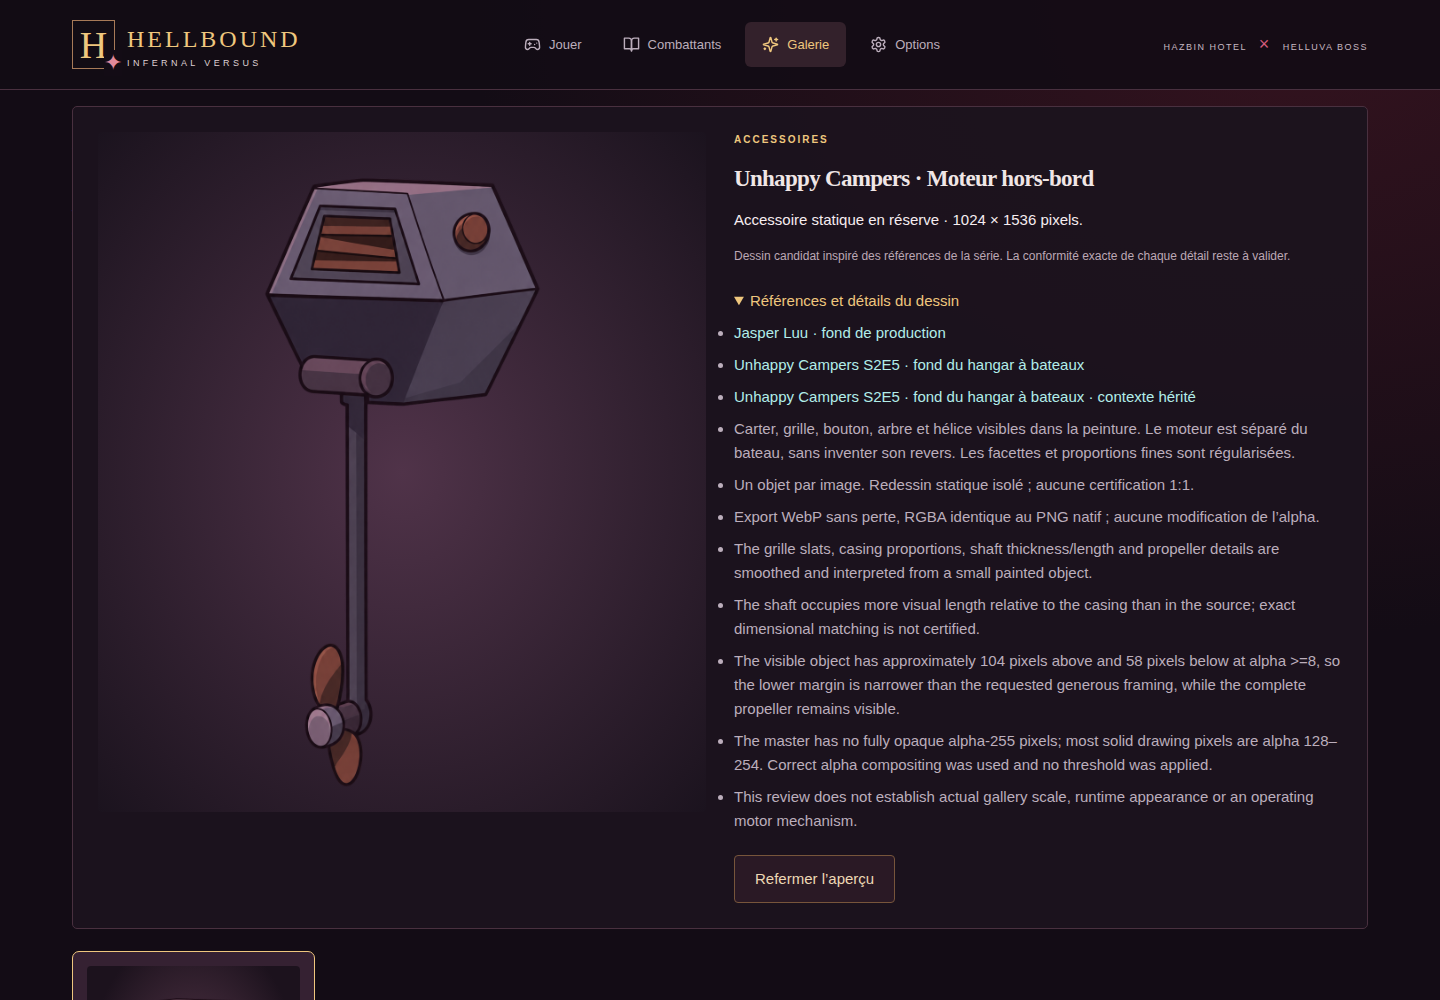 H
HELLBOUND
INFERNAL VERSUS
Jouer
Combattants
Galerie
Options
HAZBIN HOTEL × HELLUVA BOSS
ACCESSOIRES
Unhappy Campers · Moteur hors-bord
Accessoire statique en réserve · 1024 × 1536 pixels.
Dessin candidat inspiré des références de la série. La conformité exacte de chaque détail reste à valider.
▼ Références et détails du dessin
• Jasper Luu · fond de production
• Unhappy Campers S2E5 · fond du hangar à bateaux
• Unhappy Campers S2E5 · fond du hangar à bateaux · contexte hérité
• Carter, grille, bouton, arbre et hélice visibles dans la peinture. Le moteur est séparé du
bateau, sans inventer son revers. Les facettes et proportions fines sont régularisées.
• Un objet par image. Redessin statique isolé ; aucune certification 1:1.
• Export WebP sans perte, RGBA identique au PNG natif ; aucune modification de l’alpha.
• The grille slats, casing proportions, shaft thickness/length and propeller details are
smoothed and interpreted from a small painted object.
• The shaft occupies more visual length relative to the casing than in the source; exact
dimensional matching is not certified.
• The visible object has approximately 104 pixels above and 58 pixels below at alpha >=8, so
the lower margin is narrower than the requested generous framing, while the complete
propeller remains visible.
• The master has no fully opaque alpha-255 pixels; most solid drawing pixels are alpha 128–
254. Correct alpha compositing was used and no threshold was applied.
• This review does not establish actual gallery scale, runtime appearance or an operating
motor mechanism.
Refermer l’aperçu